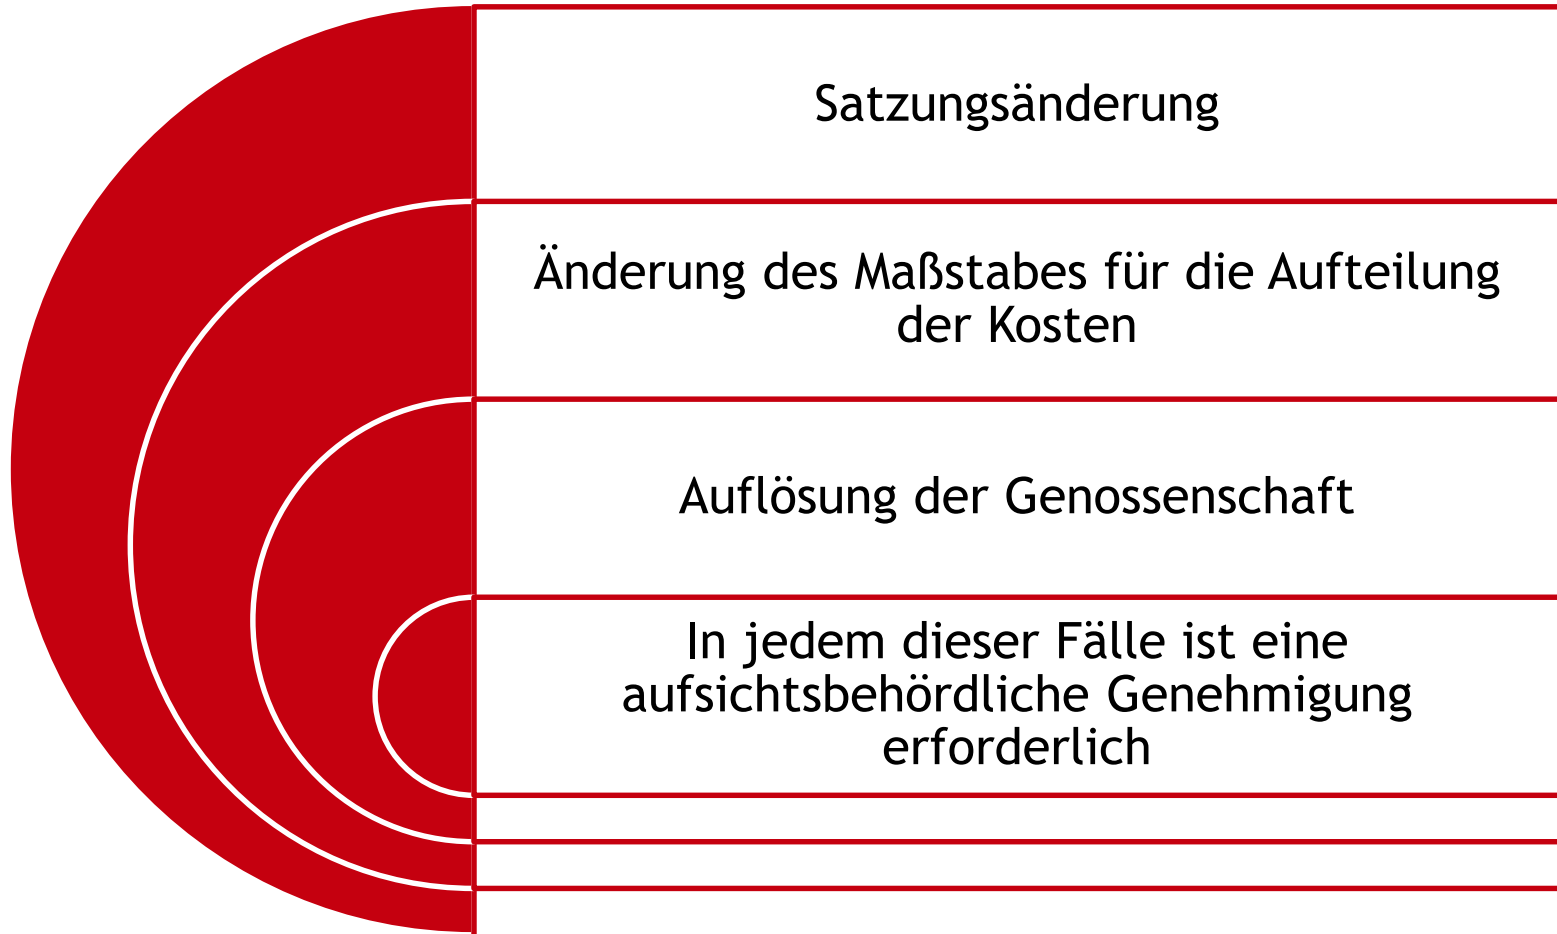 Satzungsänderung
Änderung des Maßstabes für die Aufteilung
der Kosten
Auflösung der Genossenschaft
In jedem dieser Fälle ist eine
aufsichtsbehördliche Genehmigung
erforderlich